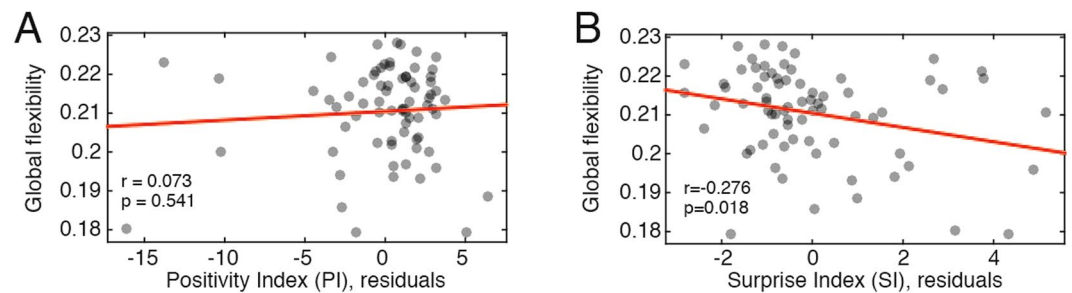 A
Global flexibility
0.23
0.22
0.21
0.2
0.19
0.18
r = 0.073
p = 0.541
-15 -10 -5 0 5
Positivity Index (PI), residuals
B
Global flexibility
0.23
0.22
0.21
0.2
0.19
0.18
r=-0.276
p=0.018
-2 0 2 4
Surprise Index (SI), residuals